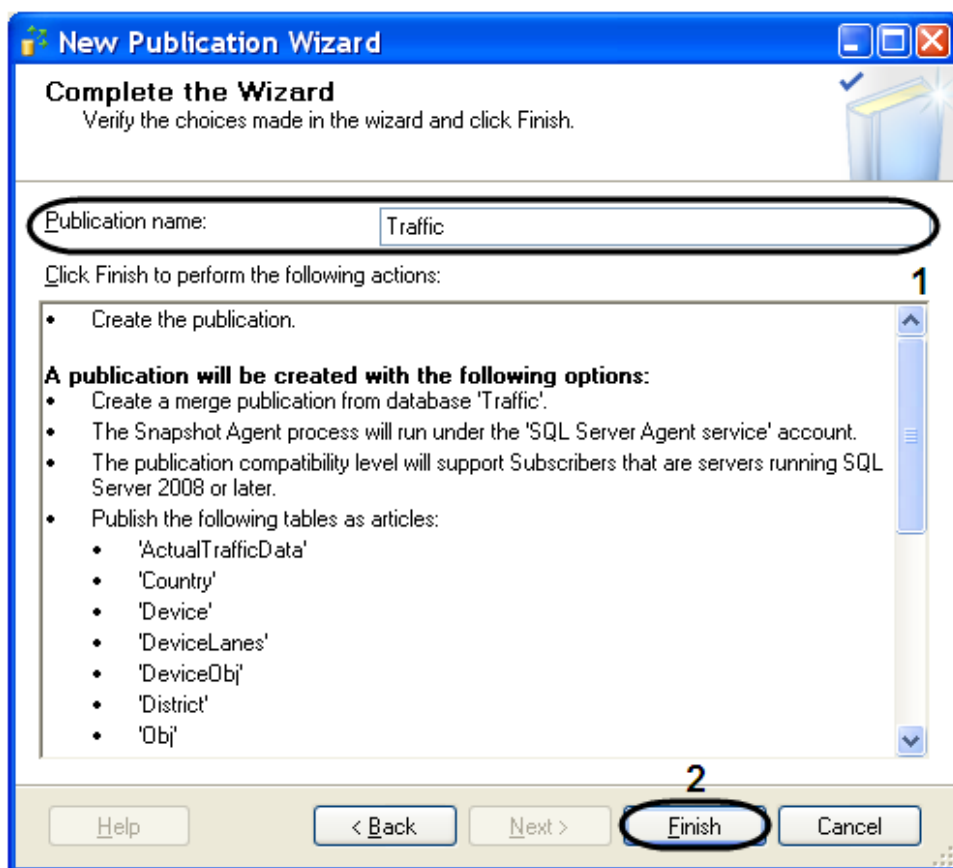 New Publication Wizard
Complete the Wizard
Verify the choices made in the wizard and click Finish.
Publication name: Traffic
Click Finish to perform the following actions:
1
• Create the publication.
A publication will be created with the following options:
• Create a merge publication from database 'Traffic'.
• The Snapshot Agent process will run under the 'SQL Server Agent service' account.
• The publication compatibility level will support Subscribers that are servers running SQL
Server 2008 or later.
• Publish the following tables as articles:
• 'ActualTrafficData'
• 'Country'
• 'Device'
• 'DeviceLanes'
• 'DeviceObj'
• 'District'
• 'Obj'
2
Help < Back Next > Finish Cancel